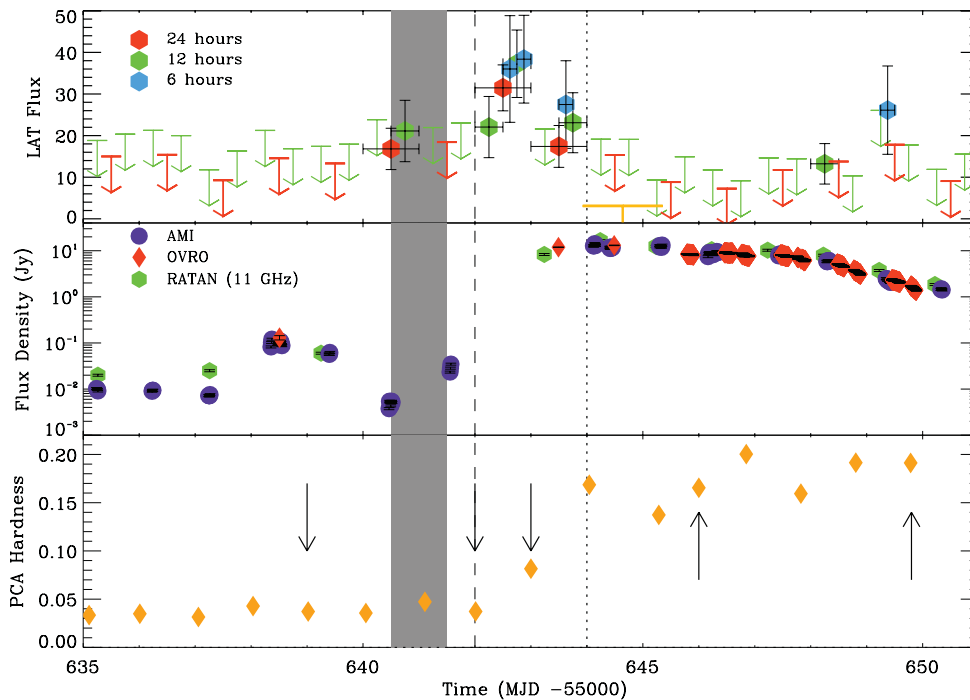 50
40
30
20
10
0
LAT Flux
24 hours
12 hours
6 hours
10¹
10⁰
10⁻¹
10⁻²
10⁻³
Flux Density (Jy)
AMI
OVRO
RATAN (11 GHz)
0.20
0.15
0.10
0.05
0.00
PCA Hardness
635
640
645
650
Time (MJD -55000)